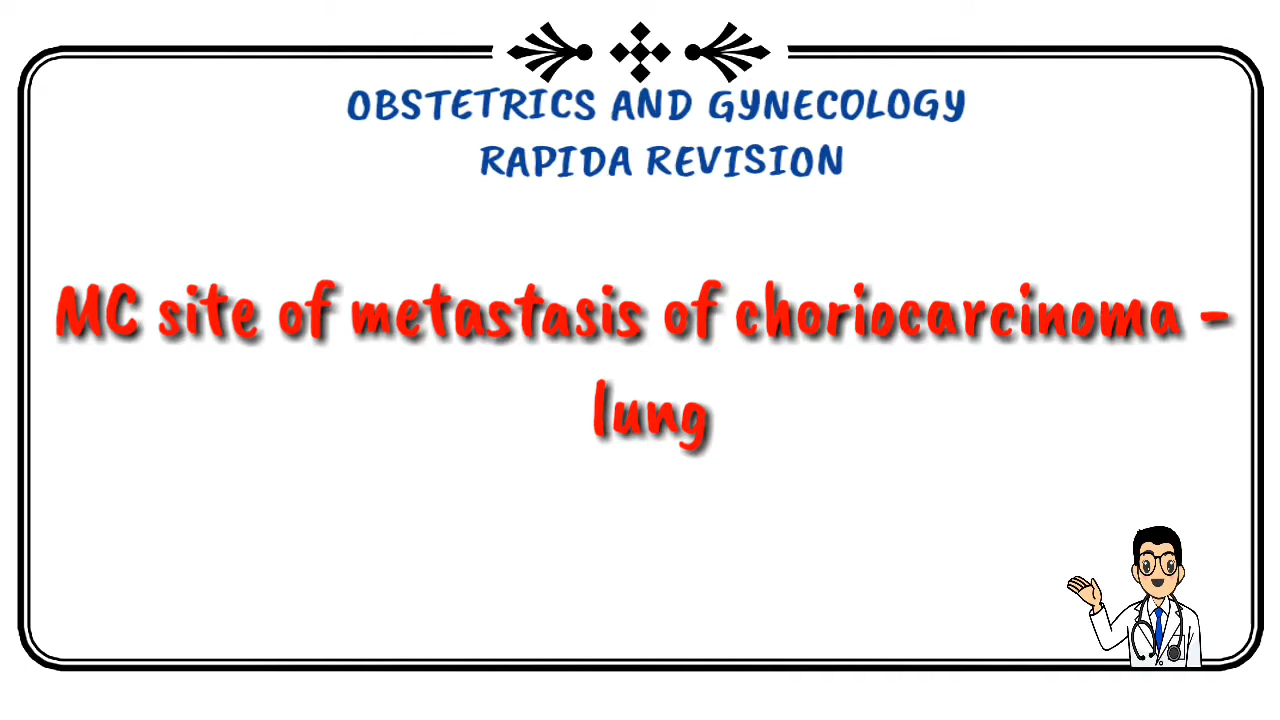 OBSTETRICS AND GYNECOLOGY
RAPIDA REVISION
MC site of metastasis of choriocarcinoma -
lung